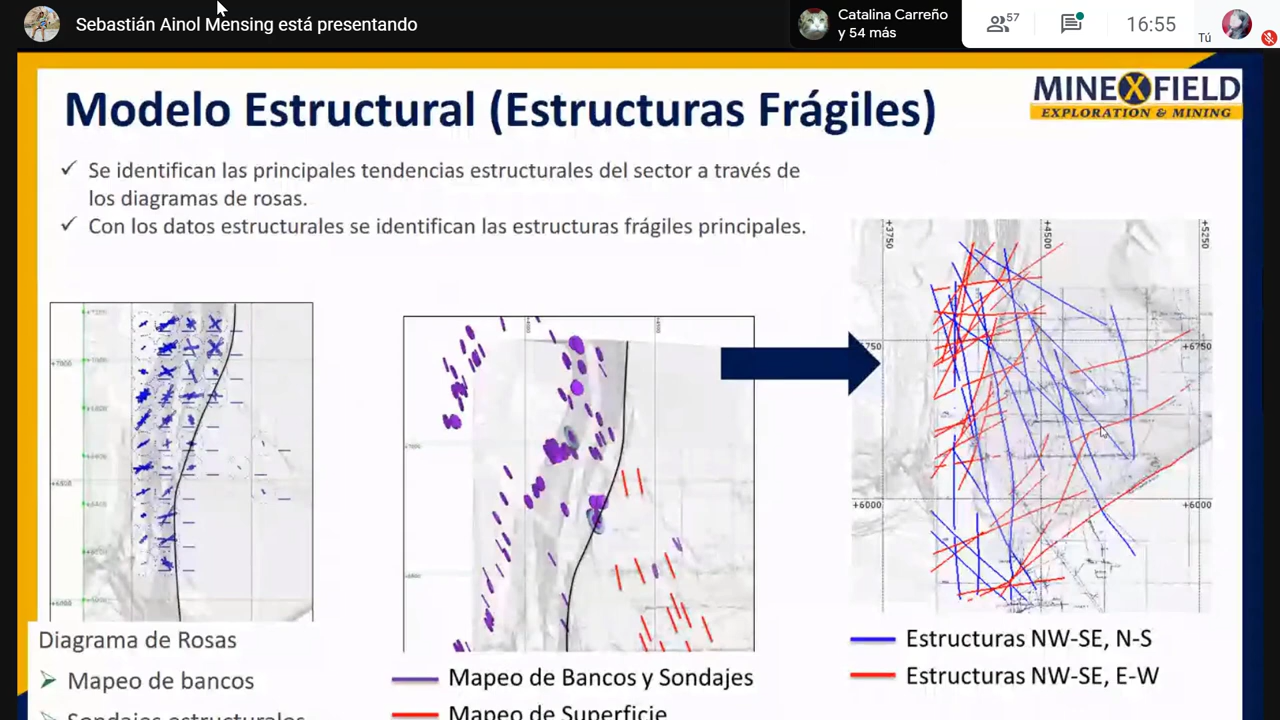 Sebastián Ainol Mensing está presentando
Catalina Carreño
y 54 más
57
16:55
Tú
MINEXFIELD
EXPLORATION & MINING
Modelo Estructural (Estructuras Frágiles)
✓ Se identifican las principales tendencias estructurales del sector a través de
los diagramas de rosas.
✓ Con los datos estructurales se identifican las estructuras frágiles principales.
+3750
+4500
+5250
+6750
+6000
+6000
Diagrama de Rosas
Mapeo de bancos
Sondajes estructurales
Mapeo de Bancos y Sondajes
Mapeo de Superficie
Estructuras NW-SE, N-S
Estructuras NW-SE, E-W